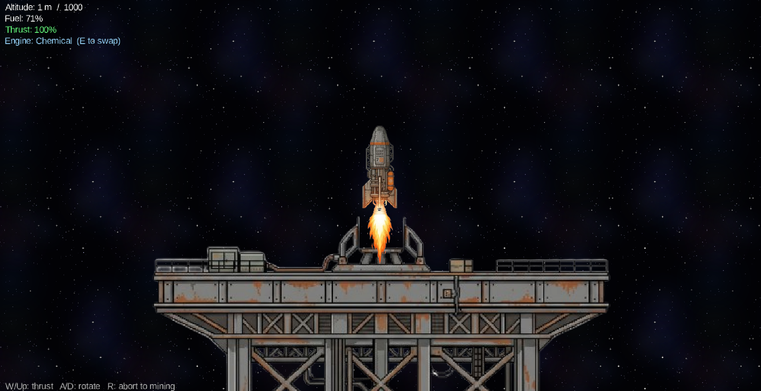 Altitude: 1 m / 1000
Fuel: 71%
Thrust: 100%
Engine: Chemical (E to swap)
W/Up: thrust A/D: rotate R: abort to mining